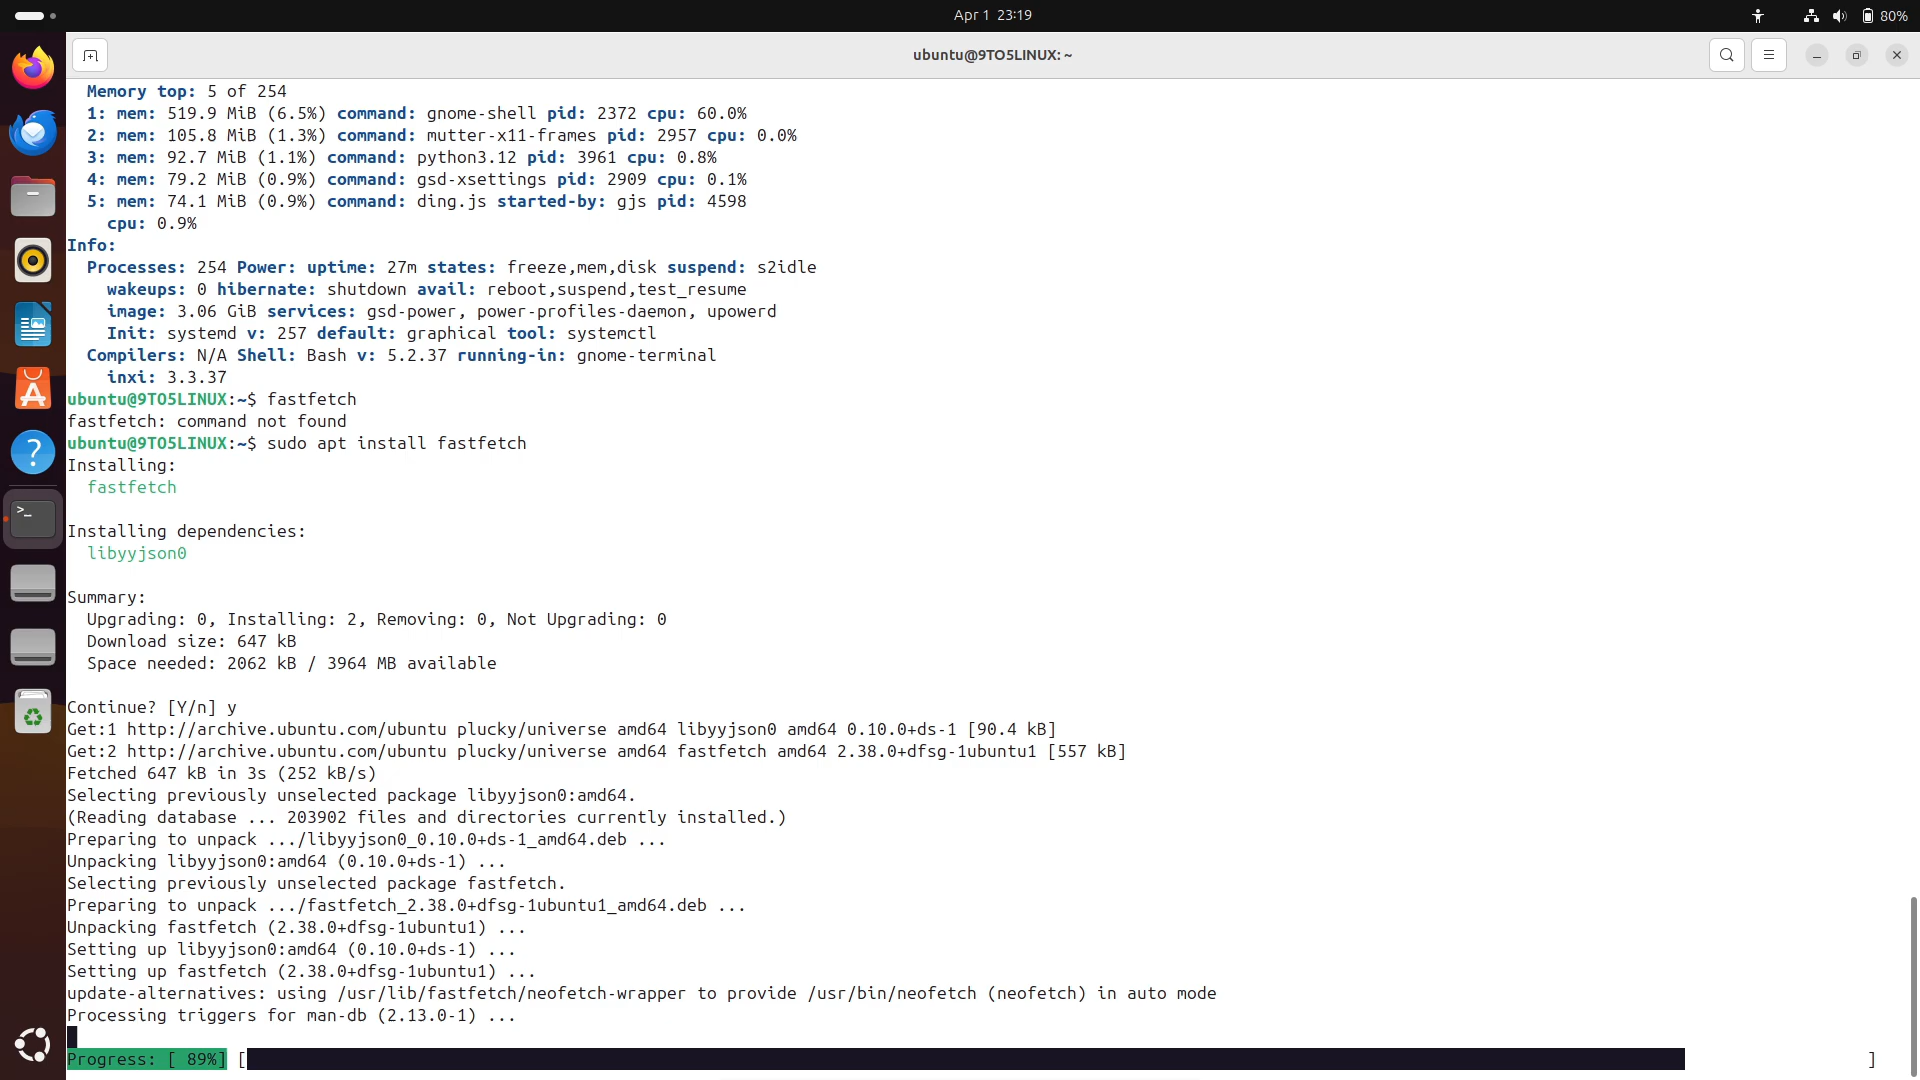 Apr 1 23:19
80%
ubuntu@9TO5LINUX: ~
Memory top: 5 of 254
1: mem: 519.9 MiB (6.5%) command: gnome-shell pid: 2372 cpu: 60.0%
2: mem: 105.8 MiB (1.3%) command: mutter-x11-frames pid: 2957 cpu: 0.0%
3: mem: 92.7 MiB (1.1%) command: python3.12 pid: 3961 cpu: 0.8%
4: mem: 79.2 MiB (0.9%) command: gsd-xsettings pid: 2909 cpu: 0.1%
5: mem: 74.1 MiB (0.9%) command: ding.js started-by: gjs pid: 4598
cpu: 0.9%
Info:
Processes: 254 Power: uptime: 27m states: freeze,mem,disk suspend: s2idle
wakeups: 0 hibernate: shutdown avail: reboot,suspend,test_resume
image: 3.06 GiB services: gsd-power, power-profiles-daemon, upowerd
Init: systemd v: 257 default: graphical tool: systemctl
Compilers: N/A Shell: Bash v: 5.2.37 running-in: gnome-terminal
inxi: 3.3.37
ubuntu@9TO5LINUX:~$ fastfetch
fastfetch: command not found
ubuntu@9TO5LINUX:~$ sudo apt install fastfetch
Installing:
fastfetch
Installing dependencies:
libyyjson0
Summary:
Upgrading: 0, Installing: 2, Removing: 0, Not Upgrading: 0
Download size: 647 kB
Space needed: 2062 kB / 3964 MB available
Continue? [Y/n] y
Get:1 http://archive.ubuntu.com/ubuntu plucky/universe amd64 libyyjson0 amd64 0.10.0+ds-1 [90.4 kB]
Get:2 http://archive.ubuntu.com/ubuntu plucky/universe amd64 fastfetch amd64 2.38.0+dfsg-1ubuntu1 [557 kB]
Fetched 647 kB in 3s (252 kB/s)
Selecting previously unselected package libyyjson0:amd64.
(Reading database ... 203902 files and directories currently installed.)
Preparing to unpack .../libyyjson0_0.10.0+ds-1_amd64.deb ...
Unpacking libyyjson0:amd64 (0.10.0+ds-1) ...
Selecting previously unselected package fastfetch.
Preparing to unpack .../fastfetch_2.38.0+dfsg-1ubuntu1_amd64.deb ...
Unpacking fastfetch (2.38.0+dfsg-1ubuntu1) ...
Setting up libyyjson0:amd64 (0.10.0+ds-1) ...
Setting up fastfetch (2.38.0+dfsg-1ubuntu1) ...
update-alternatives: using /usr/lib/fastfetch/neofetch-wrapper to provide /usr/bin/neofetch (neofetch) in auto mode
Processing triggers for man-db (2.13.0-1) ...
Progress: [ 89%] [ ]